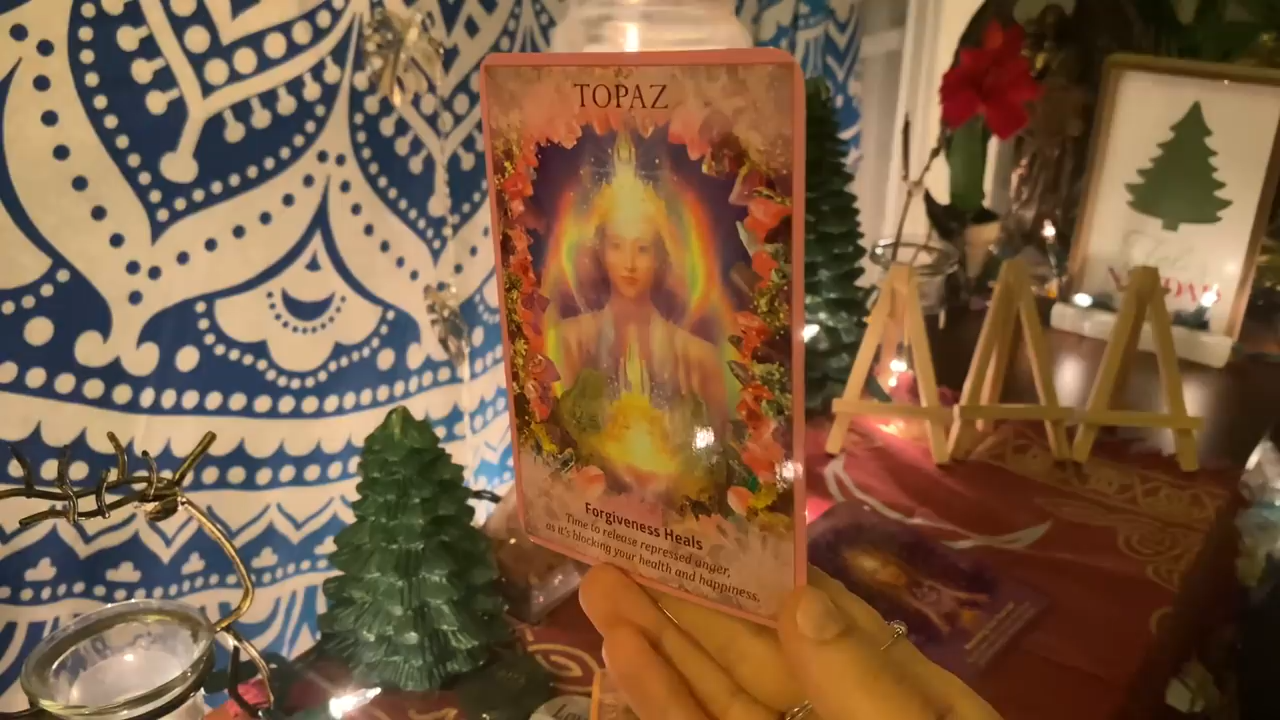 TOPAZ
Forgiveness Heals
Time to release repressed anger,
as it's blocking your health and happiness.